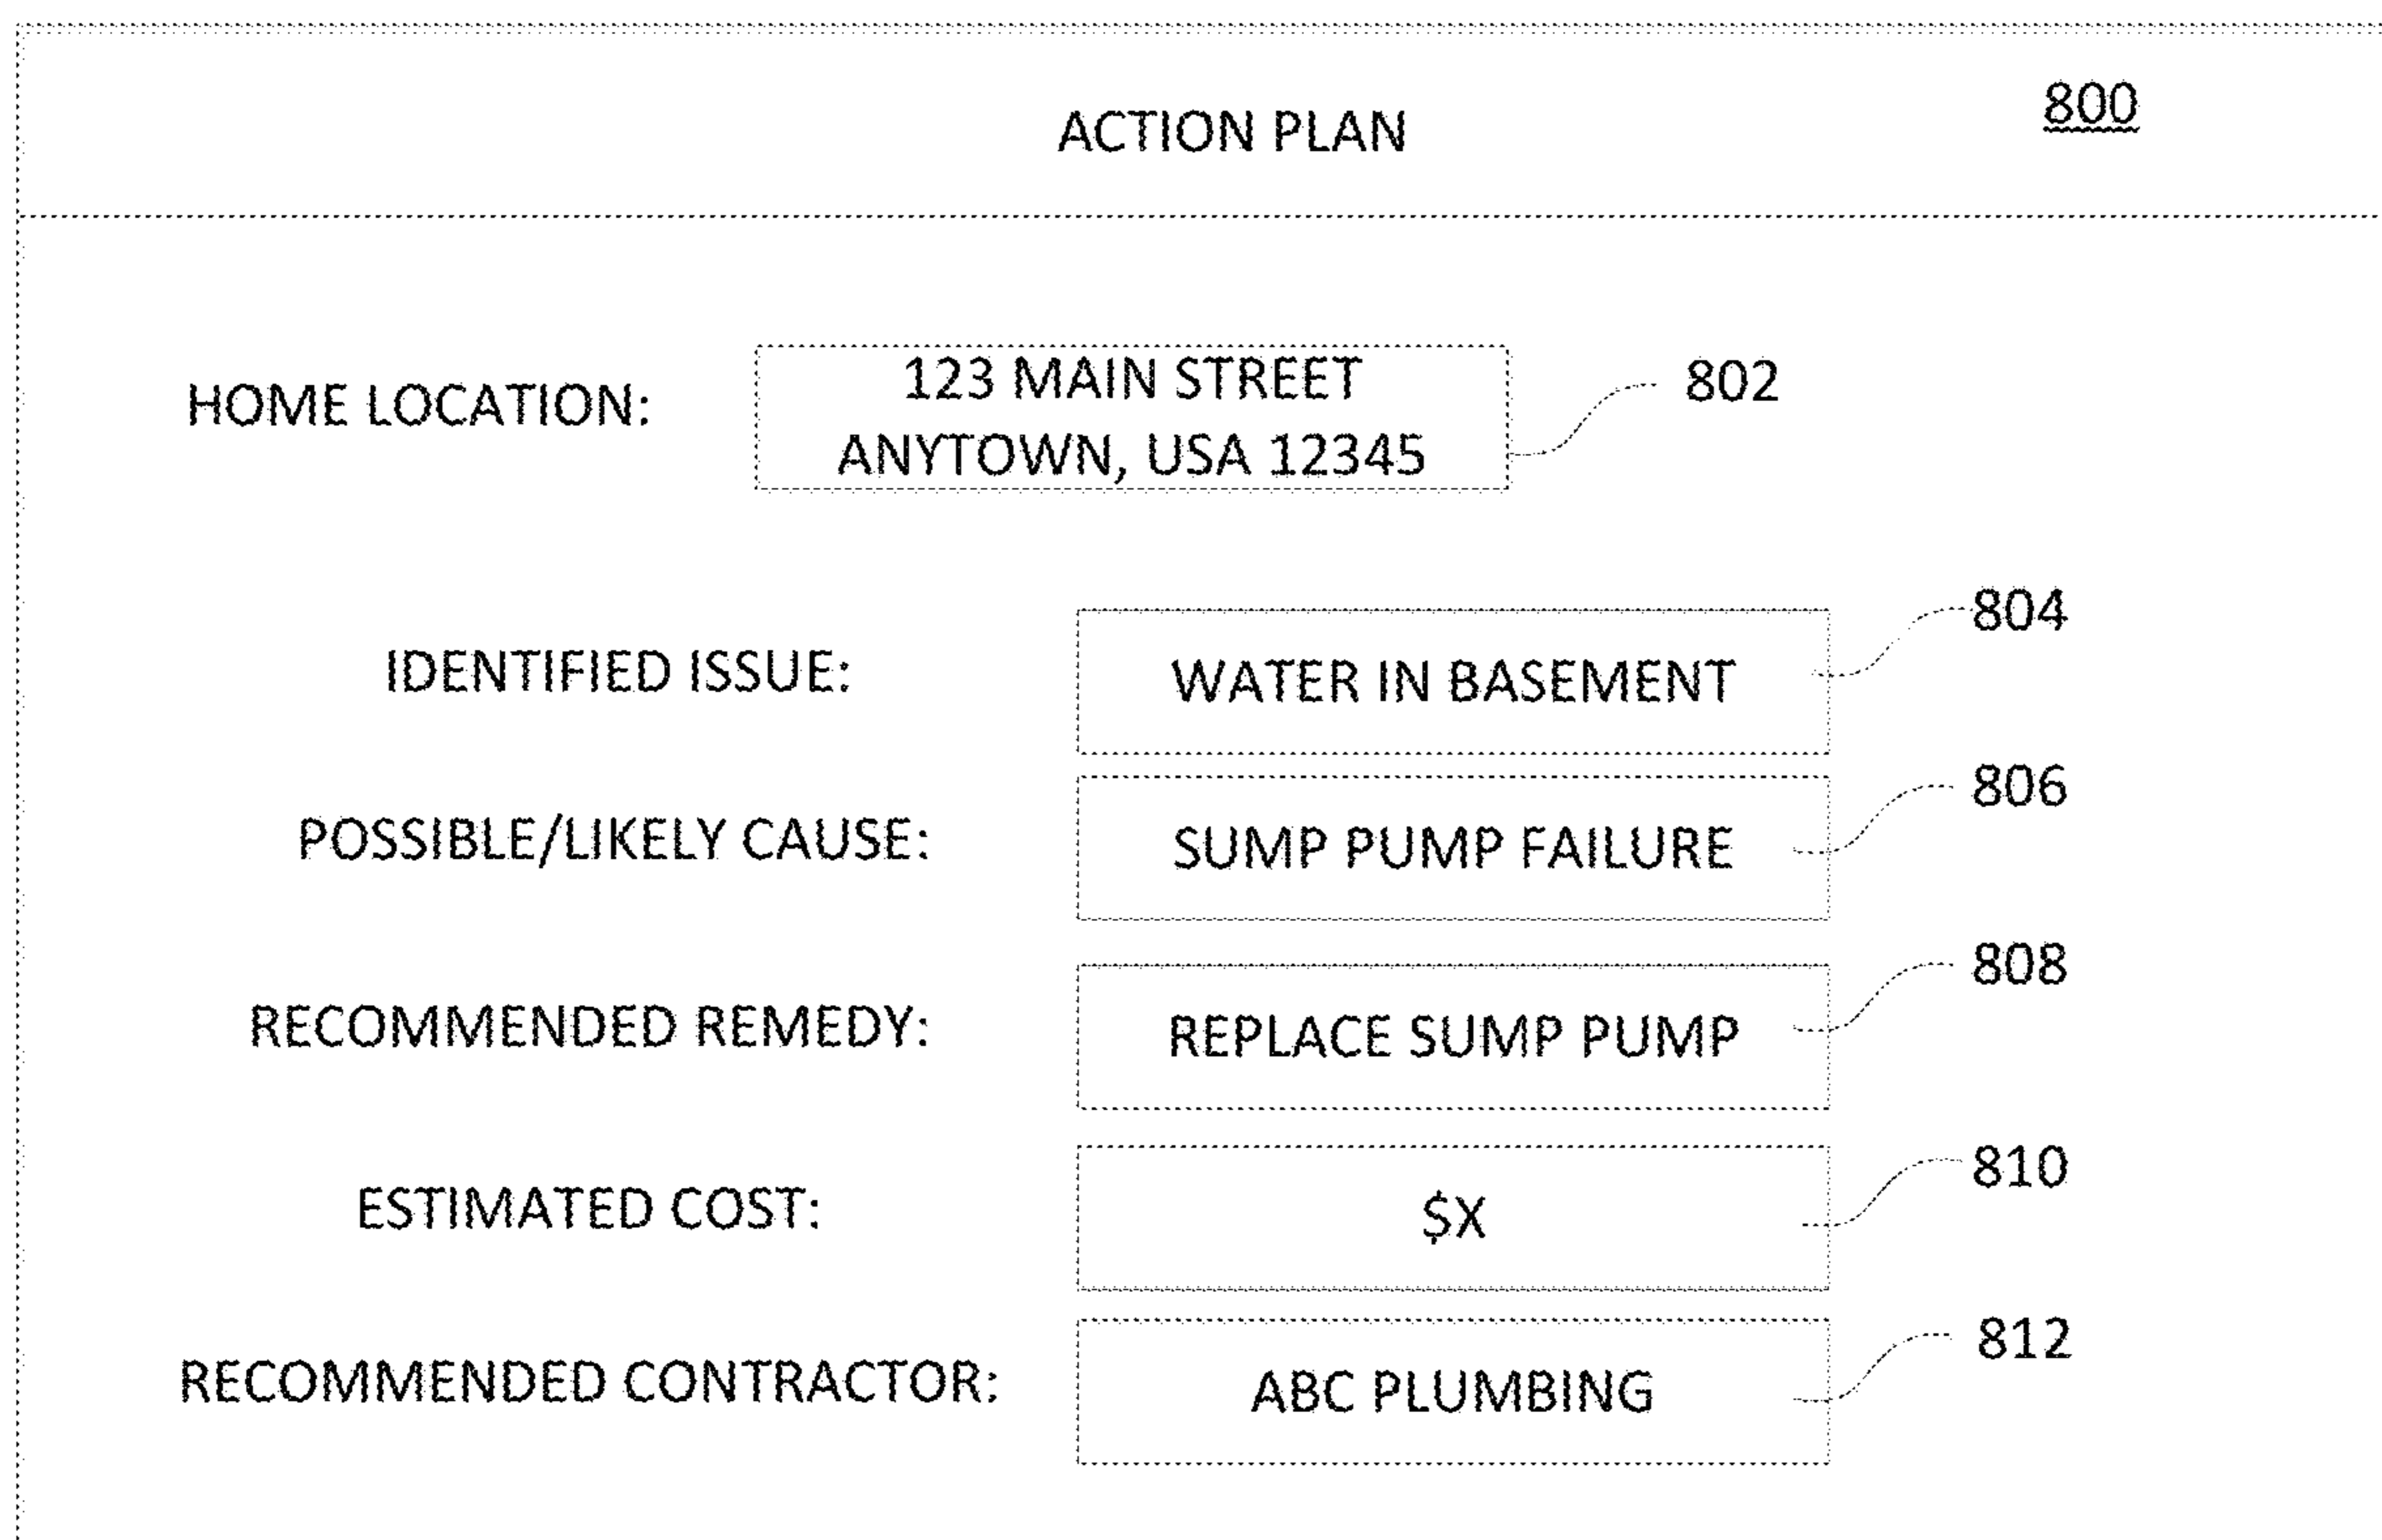 ACTION PLAN 800
HOME LOCATION: 123 MAIN STREET
ANYTOWN, USA 12345
802
IDENTIFIED ISSUE: WATER IN BASEMENT 804
POSSIBLE/LIKELY CAUSE: SUMP PUMP FAILURE 806
RECOMMENDED REMEDY: REPLACE SUMP PUMP 808
ESTIMATED COST: $X 810
RECOMMENDED CONTRACTOR: ABC PLUMBING 812